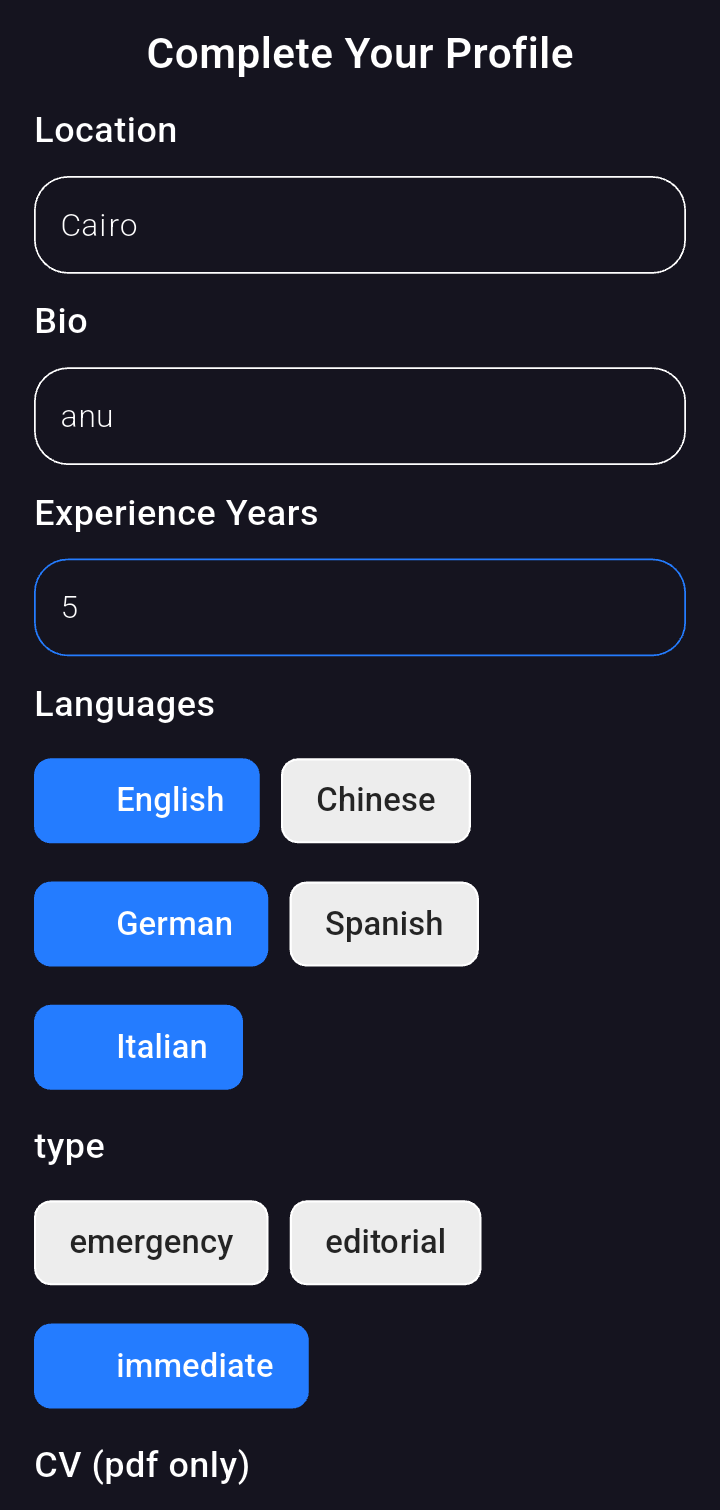 Complete Your Profile
Location
Cairo
Bio
anu
Experience Years
5
Languages
English Chinese
German Spanish
Italian
type
emergency editorial
immediate
CV (pdf only)